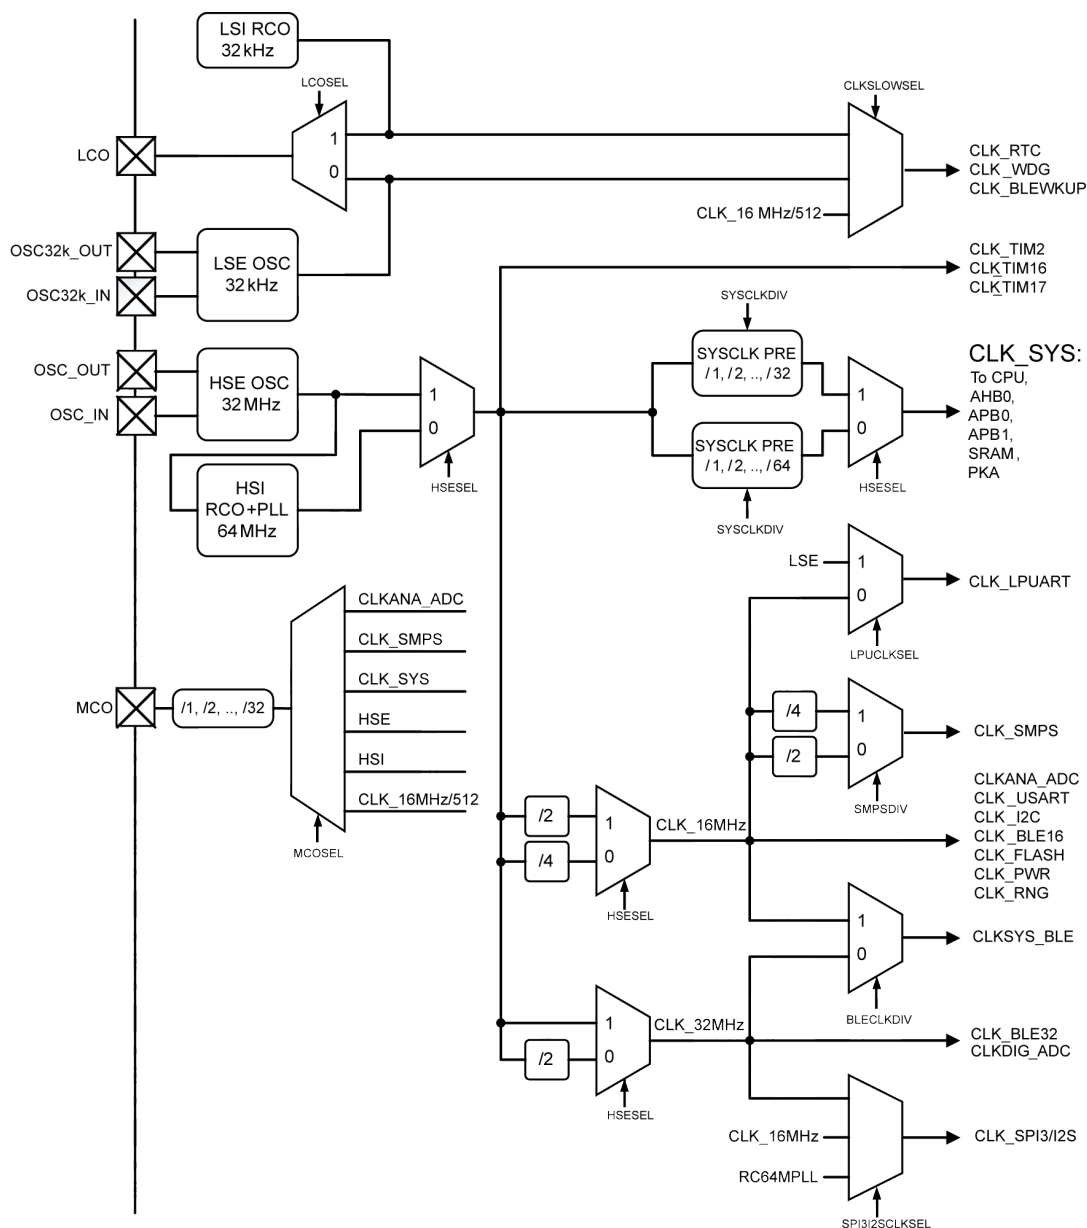 LSI RCO
32 kHz
LCOSEL
CLKSLOWSEL
1
0
LCO
CLK_RTC
CLK_WDG
CLK_BLEWKUP
CLK_16 MHz/512
OSC32k_OUT
OSC32k_IN
LSE OSC
32 kHz
CLK_TIM2
CLK_TIM16
CLK_TIM17
SYSCLKDIV
OSC_OUT
OSC_IN
HSE OSC
32 MHz
1
0
HSESEL
SYSCLK PRE
/ 1, / 2, .., / 32
SYSCLK PRE
/ 1, / 2, .., / 64
SYSCLKDIV
1
0
HSESEL
CLK_SYS:
To CPU,
AHB0,
APB0,
APB1,
SRAM ,
PKA
HSI
RCO+PLL
64 MHz
LSE
1
0
CLK_LPUART
LPUCLKSEL
CLKANA_ADC
CLK_SMPS
CLK_SYS
HSE
HSI
CLK_16MHz/512
MCO
/1, /2, .., /32
MCOSEL
/4
/2
1
0
CLK_SMPS
SMPSDIV
/2
/4
1
0
CLK_16MHz
HSESEL
CLKANA_ADC
CLK_USART
CLK_I2C
CLK_BLE16
CLK_FLASH
CLK_PWR
CLK_RNG
1
0
CLKSYS_BLE
BLECLKDIV
/2
1
0
CLK_32MHz
HSESEL
CLK_BLE32
CLKDIG_ADC
CLK_16MHz
RC64MPLL
CLK_SPI3/I2S
SPI3I2SCLKSEL